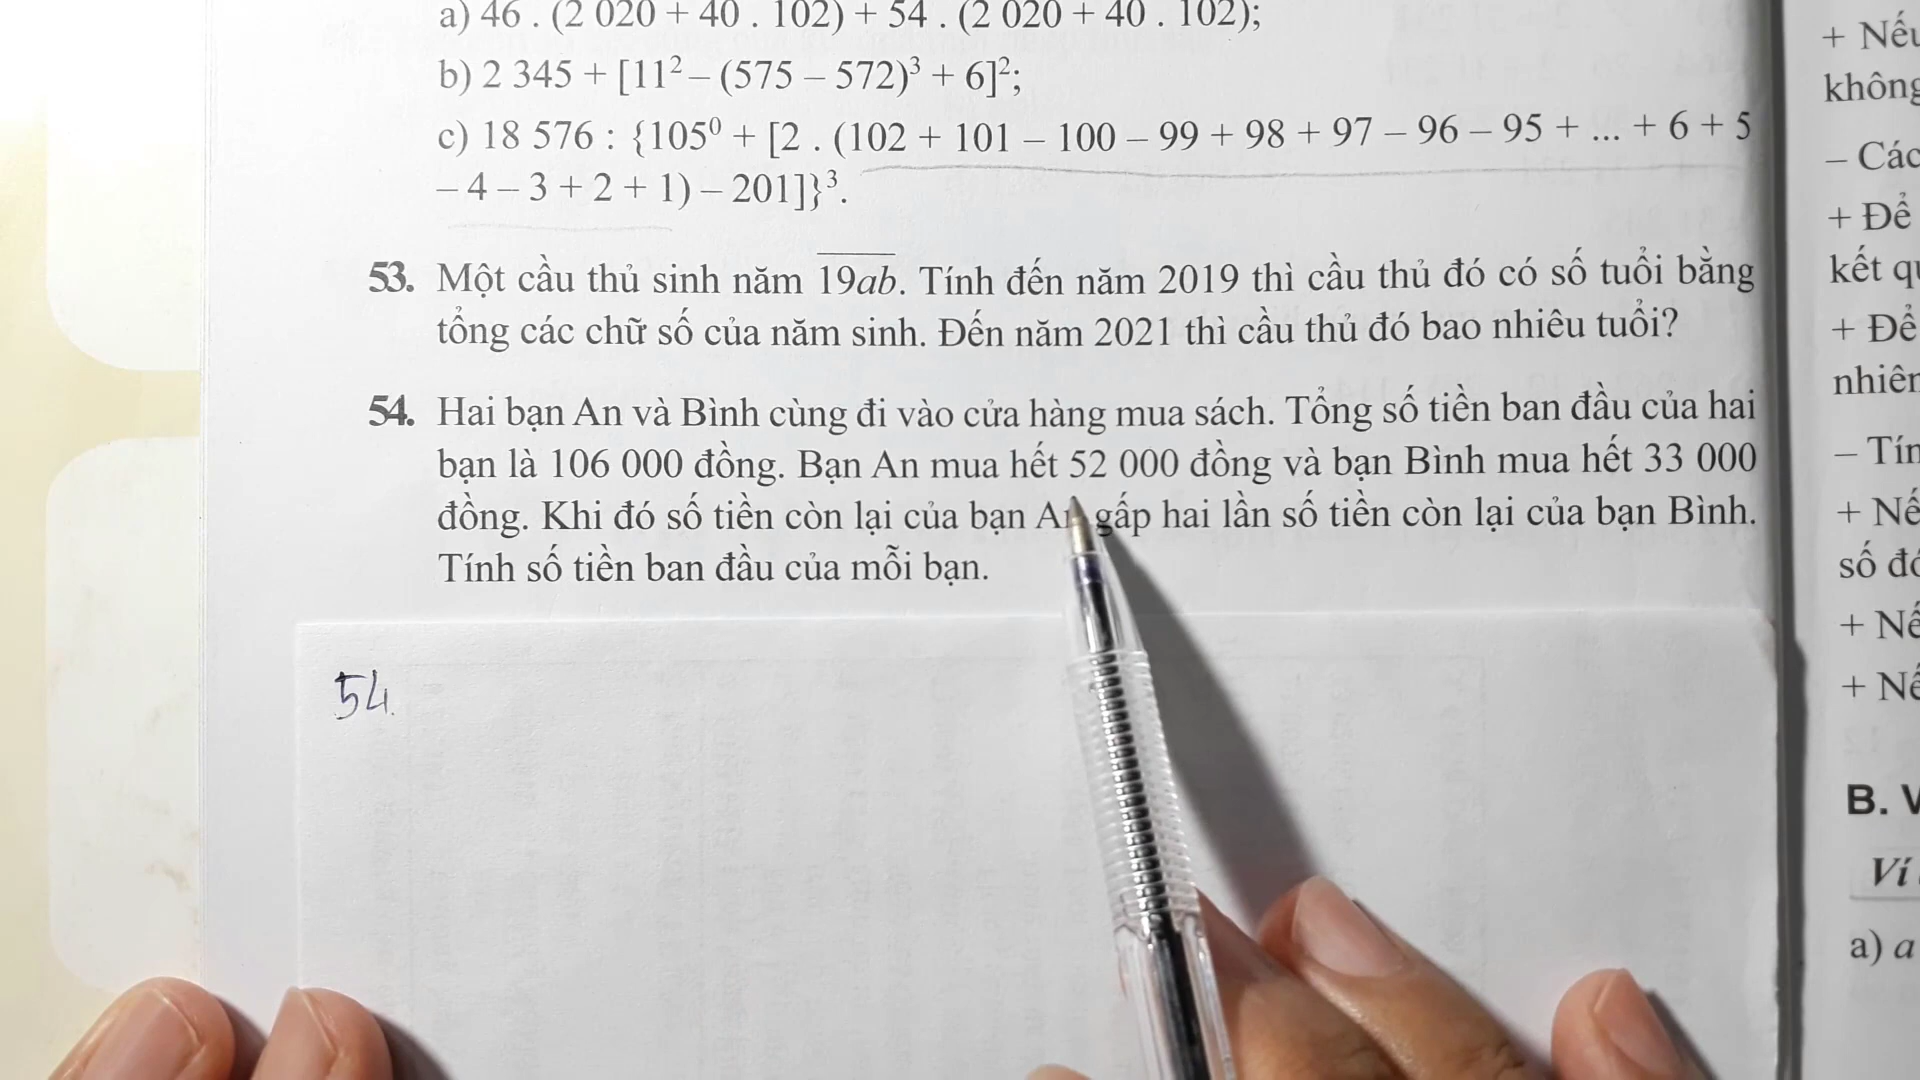 a) 46 . (2 020 + 40 . 102) + 54 . (2 020 + 40 . 102);
b) 2 345 + [11² – (575 – 572)³ + 6]²;
c) 18 576 : {105⁰ + [2 . (102 + 101 – 100 – 99 + 98 + 97 – 96 – 95 + ... + 6 + 5
– 4 – 3 + 2 + 1) – 201]}³.
53. Một cầu thủ sinh năm 19ab. Tính đến năm 2019 thì cầu thủ đó có số tuổi bằng
tổng các chữ số của năm sinh. Đến năm 2021 thì cầu thủ đó bao nhiêu tuổi?
54. Hai bạn An và Bình cùng đi vào cửa hàng mua sách. Tổng số tiền ban đầu của hai
bạn là 106 000 đồng. Bạn An mua hết 52 000 đồng và bạn Bình mua hết 33 000
đồng. Khi đó số tiền còn lại của bạn An gấp hai lần số tiền còn lại của bạn Bình.
Tính số tiền ban đầu của mỗi bạn.
54.
+ Nếu
không
– Các
+ Để
kết
+ Để
nhiên
– Tín
+ Nế
số
+ Nế
+ Nế
B. V
Ví
a) a